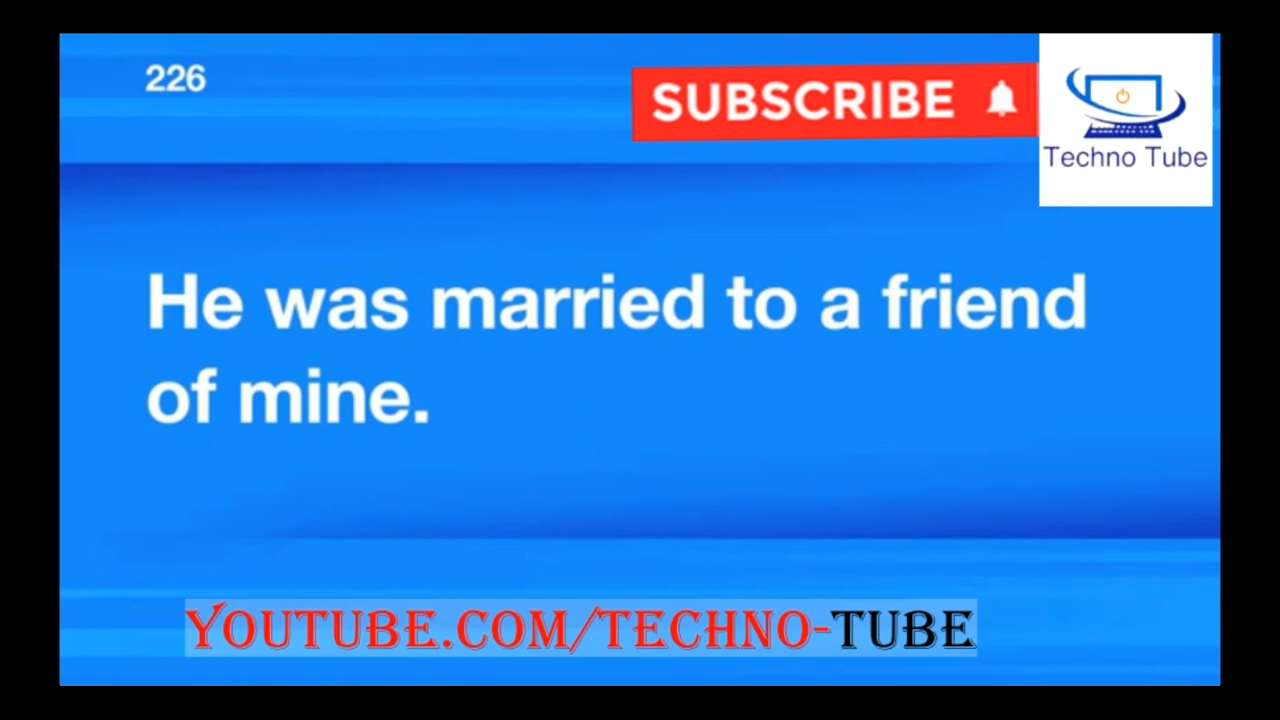 226
SUBSCRIBE
Techno Tube
He was married to a friend
of mine.
YOUTUBE.COM/TECHNO-TUBE